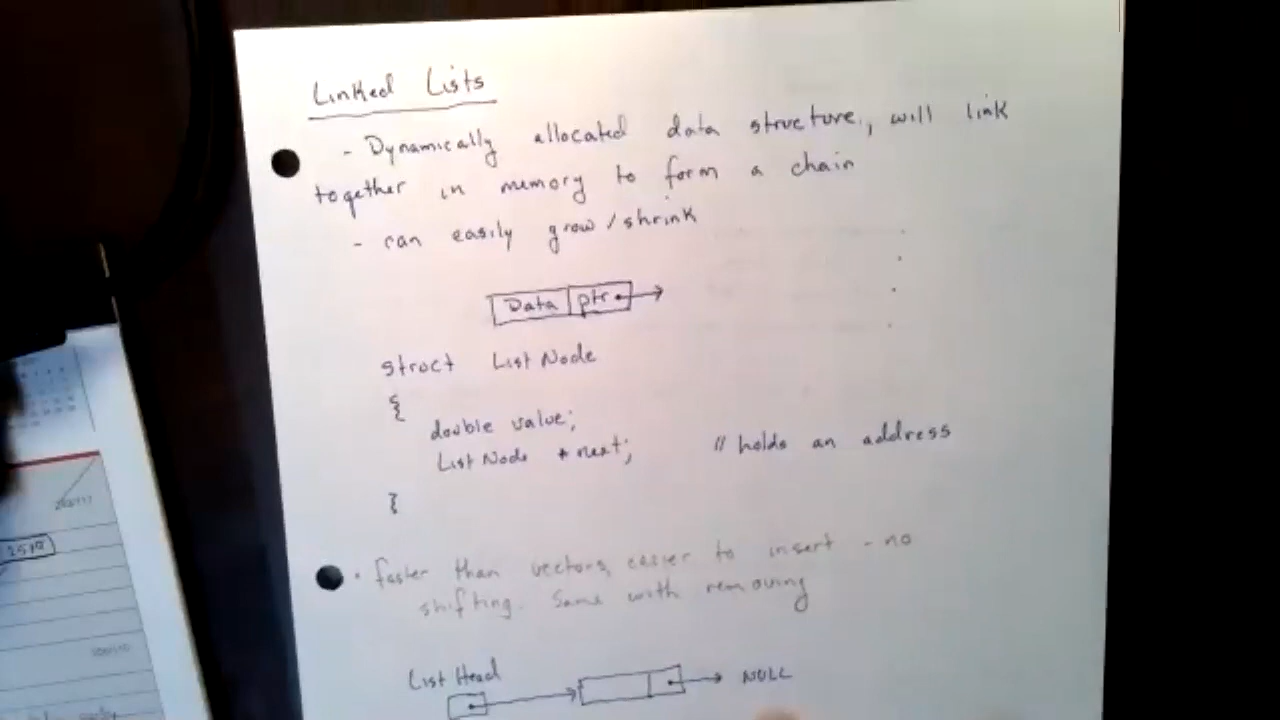 Linked Lists
- Dynamically allocated data structure, will link
together in memory to form a chain
- can easily grow/shrink
Data ptr
struct ListNode
{
double value;
ListNode *next; // holds an address
}
• faster than vectors, easier to insert - no
shifting. Same with removing
List Head
NULL